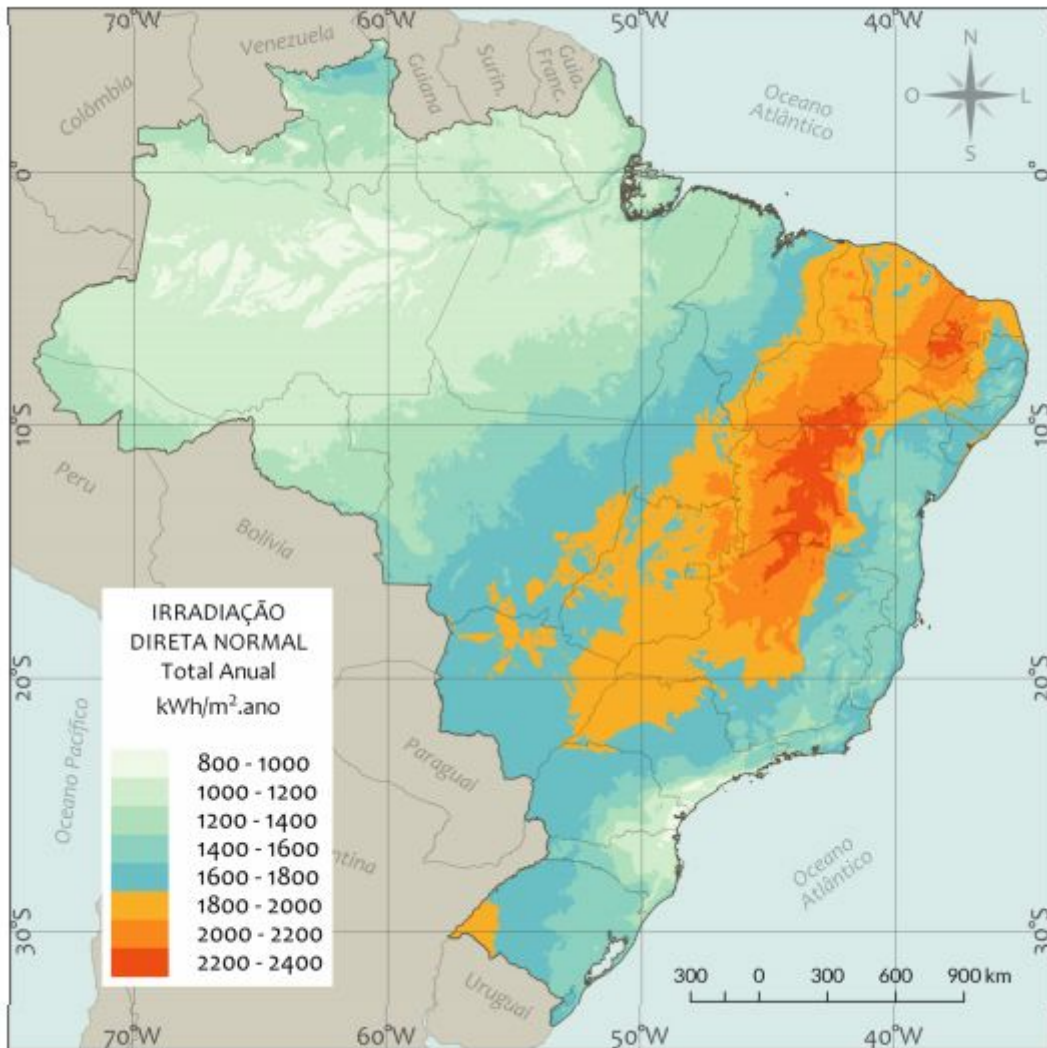 70°W 60°W 50°W 40°W
Venezuela
Guiana
Surin.
Guia.
Franc.
Colômbia
Oceano
Atlântico
N
O L
S
0° 0°
10°S 10°S
Peru
Bolívia
20°S 20°S
Oceano Pacífico
Paraguai
IRRADIAÇÃO
DIRETA NORMAL
Total Anual
kWh/m².ano
800 - 1000
1000 - 1200
1200 - 1400
1400 - 1600
1600 - 1800
1800 - 2000
2000 - 2200
2200 - 2400
ntina
Oceano
Atlântico
30°S 30°S
Uruguai
300 0 300 600 900 km
70°W 60°W 50°W 40°W